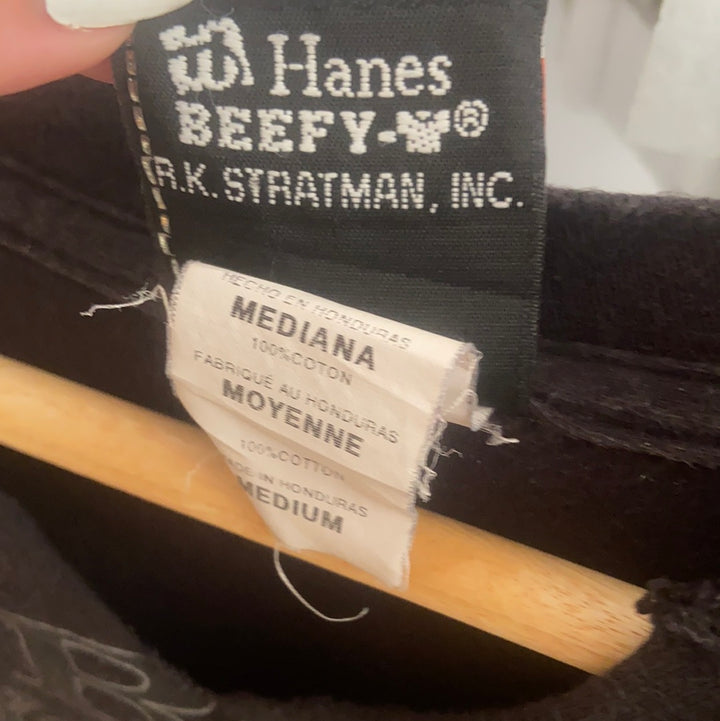 Hanes
BEEFY-T®
R.K. STRATMAN, INC.
HECHO EN HONDURAS
MEDIANA
100%COTON
FABRIQUÉ AU HONDURAS
MOYENNE
100%COTTON
MADE IN HONDURAS
MEDIUM